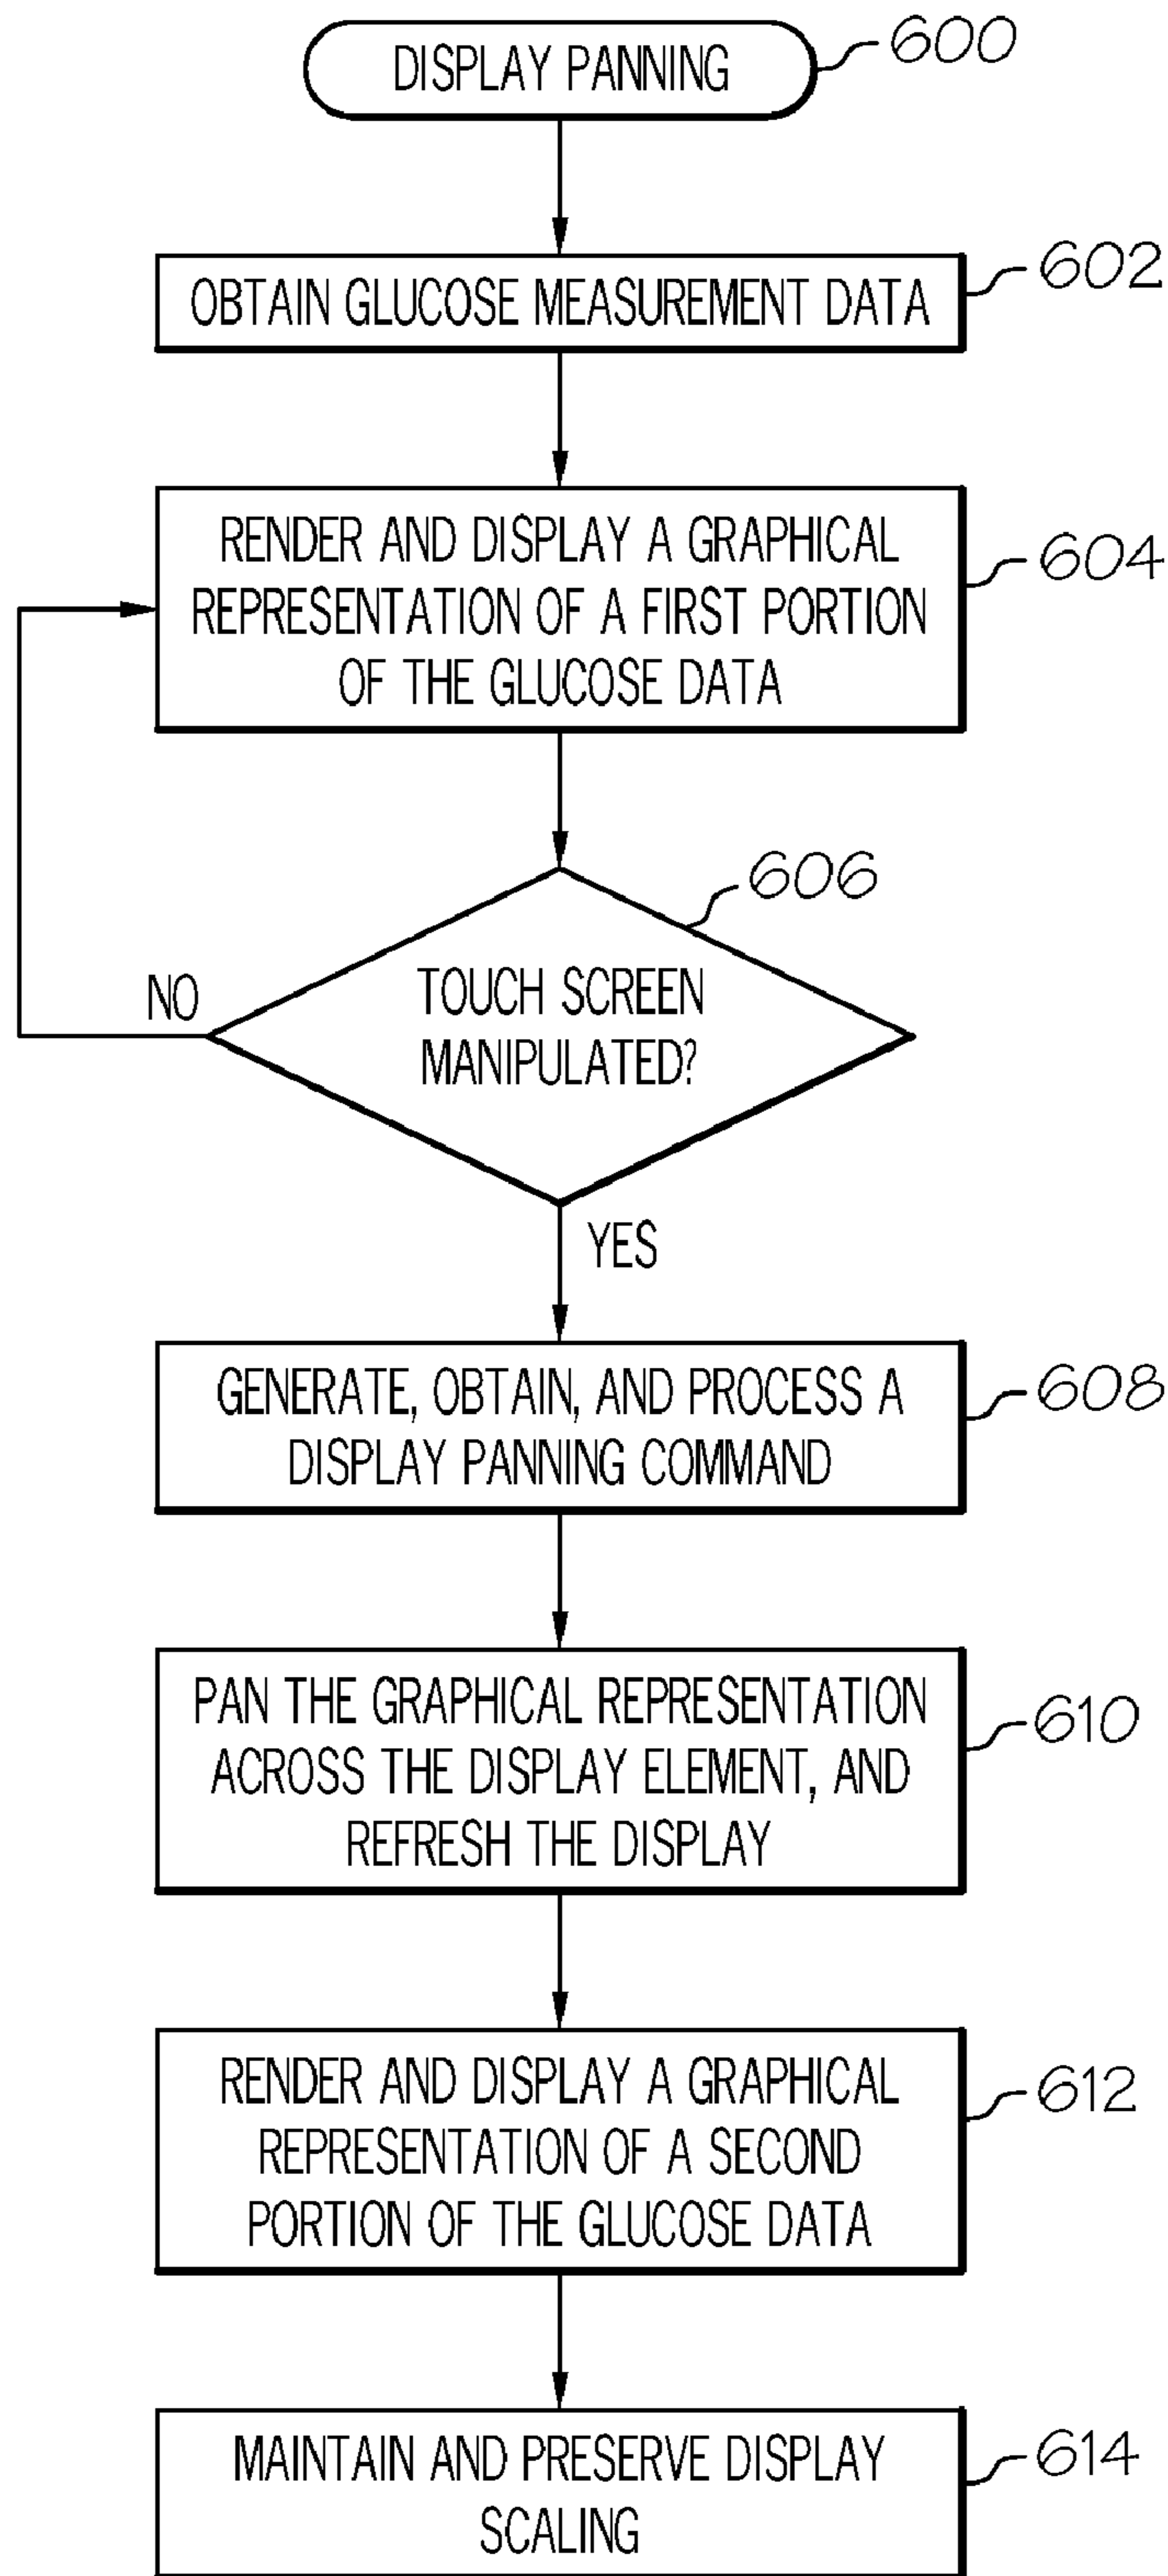 DISPLAY PANNING
600
OBTAIN GLUCOSE MEASUREMENT DATA
602
RENDER AND DISPLAY A GRAPHICAL
REPRESENTATION OF A FIRST PORTION
OF THE GLUCOSE DATA
604
606
TOUCH SCREEN
MANIPULATED?
NO
YES
GENERATE, OBTAIN, AND PROCESS A
DISPLAY PANNING COMMAND
608
PAN THE GRAPHICAL REPRESENTATION
ACROSS THE DISPLAY ELEMENT, AND
REFRESH THE DISPLAY
610
RENDER AND DISPLAY A GRAPHICAL
REPRESENTATION OF A SECOND
PORTION OF THE GLUCOSE DATA
612
MAINTAIN AND PRESERVE DISPLAY
SCALING
614